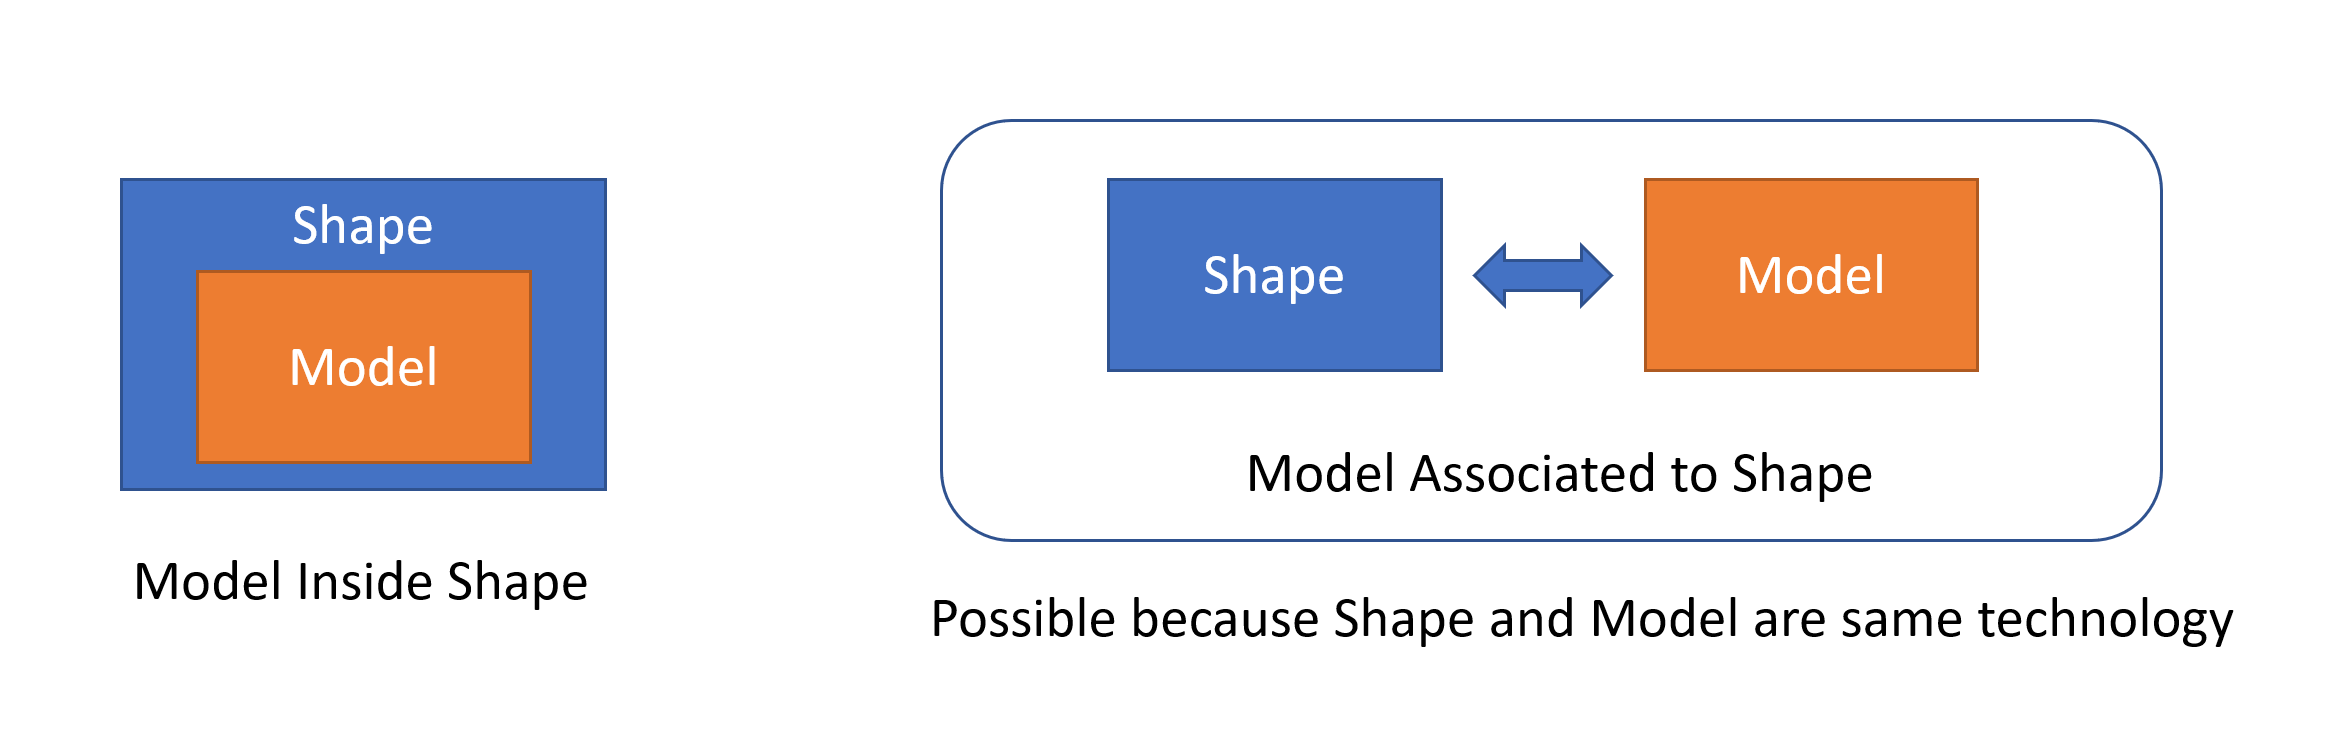 Shape
Model
Model Inside Shape
Shape
Model
Model Associated to Shape
Possible because Shape and Model are same technology